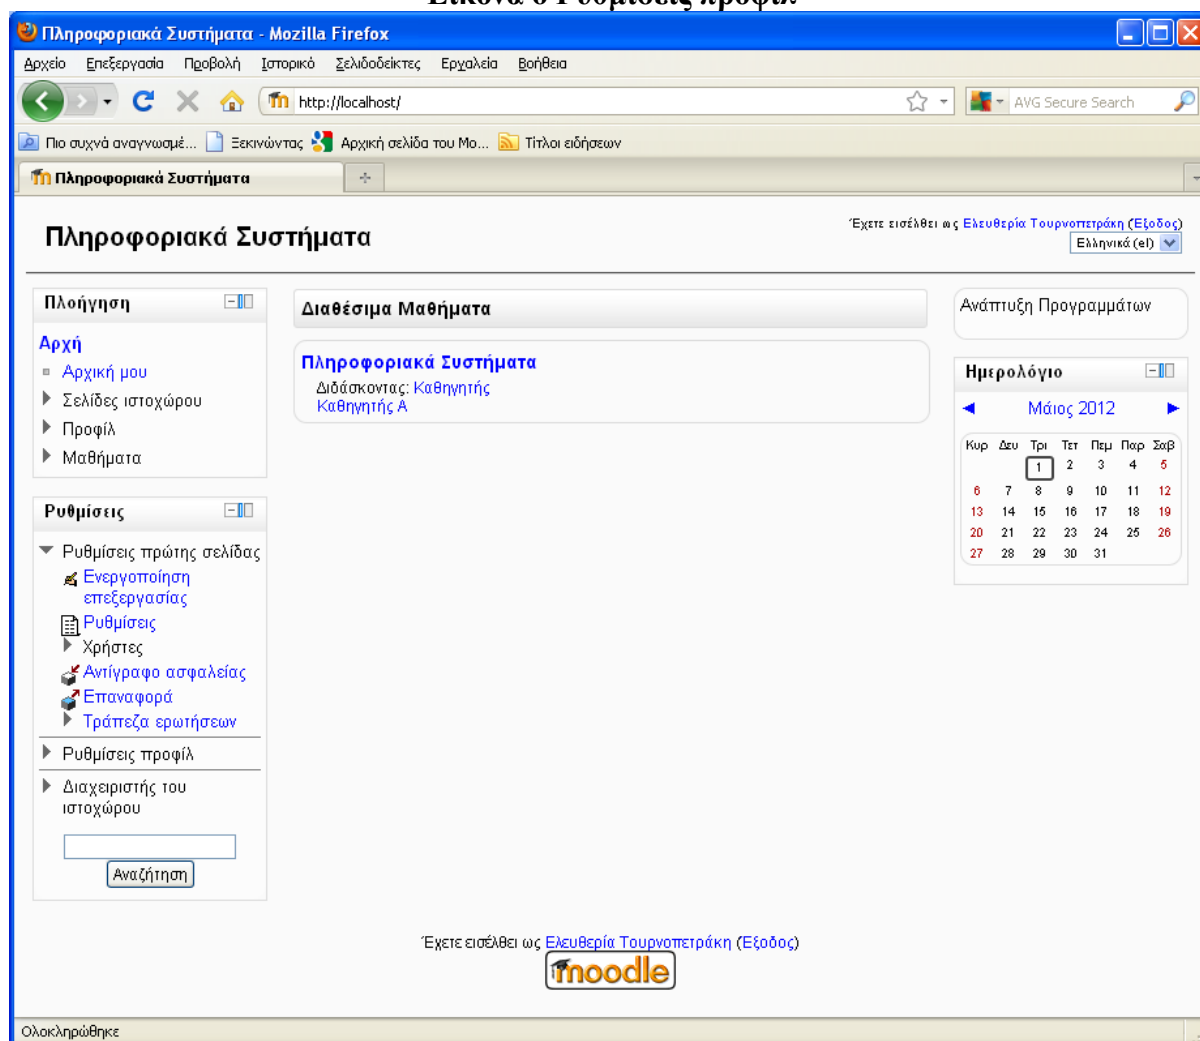 Εικόνα 8 Ρυθμίσεις προφίλ
Πληροφοριακά Συστήματα - Mozilla Firefox
Αρχείο Επεξεργασία Προβολή Ιστορικό Σελιδοδείκτες Εργαλεία Βοήθεια
http://localhost/
AVG Secure Search
Πιο συχνά αναγνωσμέ... Ξεκινώντας Αρχική σελίδα του Mo... Τίτλοι ειδήσεων
Πληροφοριακά Συστήματα
Πληροφοριακά Συστήματα
Έχετε εισέλθει ως Ελευθερία Τουρνοπετράκη (Έξοδος)
Ελληνικά (el)
Πλοήγηση
Αρχή
Αρχική μου
Σελίδες ιστοχώρου
Προφίλ
Μαθήματα
Ρυθμίσεις
Ρυθμίσεις πρώτης σελίδας
Ενεργοποίηση
επεξεργασίας
Ρυθμίσεις
Χρήστες
Αντίγραφο ασφαλείας
Επαναφορά
Τράπεζα ερωτήσεων
Ρυθμίσεις προφίλ
Διαχειριστής του
ιστοχώρου
Αναζήτηση
Διαθέσιμα Μαθήματα
Πληροφοριακά Συστήματα
Διδάσκοντας: Καθηγητής
Καθηγητής Α
Ανάπτυξη Προγραμμάτων
Ημερολόγιο
Μάιος 2012
Κυρ Δευ Τρι Τετ Πεμ Παρ Σαβ
1 2 3 4 5
6 7 8 9 10 11 12
13 14 15 16 17 18 19
20 21 22 23 24 25 26
27 28 29 30 31
Έχετε εισέλθει ως Ελευθερία Τουρνοπετράκη (Έξοδος)
moodle
Ολοκληρώθηκε